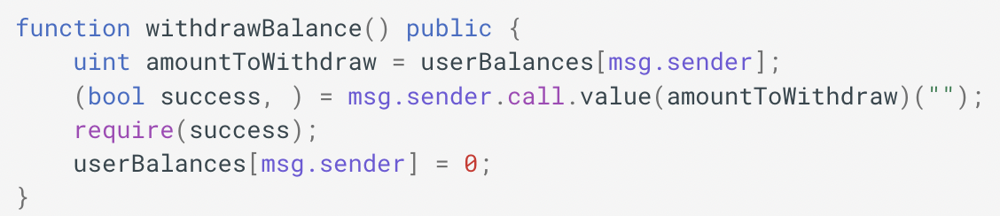 function withdrawBalance() public {
    uint amountToWithdraw = userBalances[msg.sender];
    (bool success, ) = msg.sender.call.value(amountToWithdraw)("");
    require(success);
    userBalances[msg.sender] = 0;
}